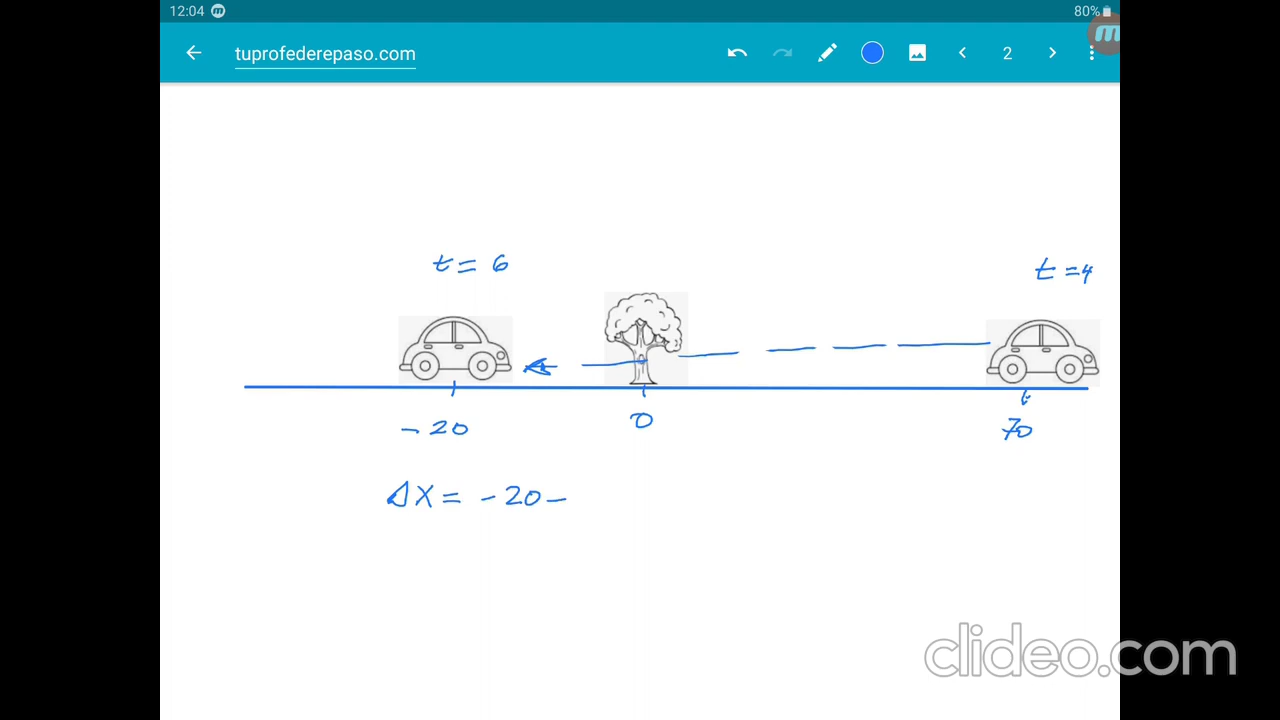 12:04
80%
tuprofederepaso.com
2
t = 6
t = 4
-20
0
70
ΔX = -20 -
clideo.com